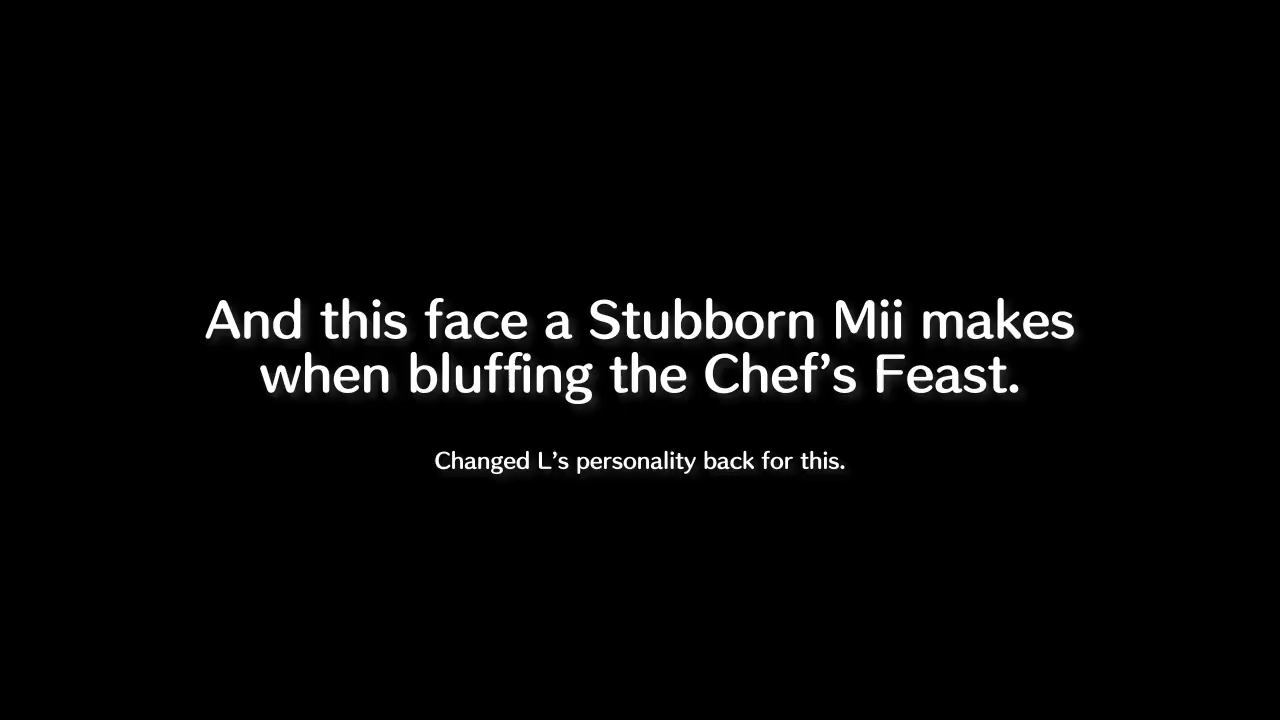 And this face a Stubborn Mii makes
when bluffing the Chef’s Feast.
Changed L’s personality back for this.